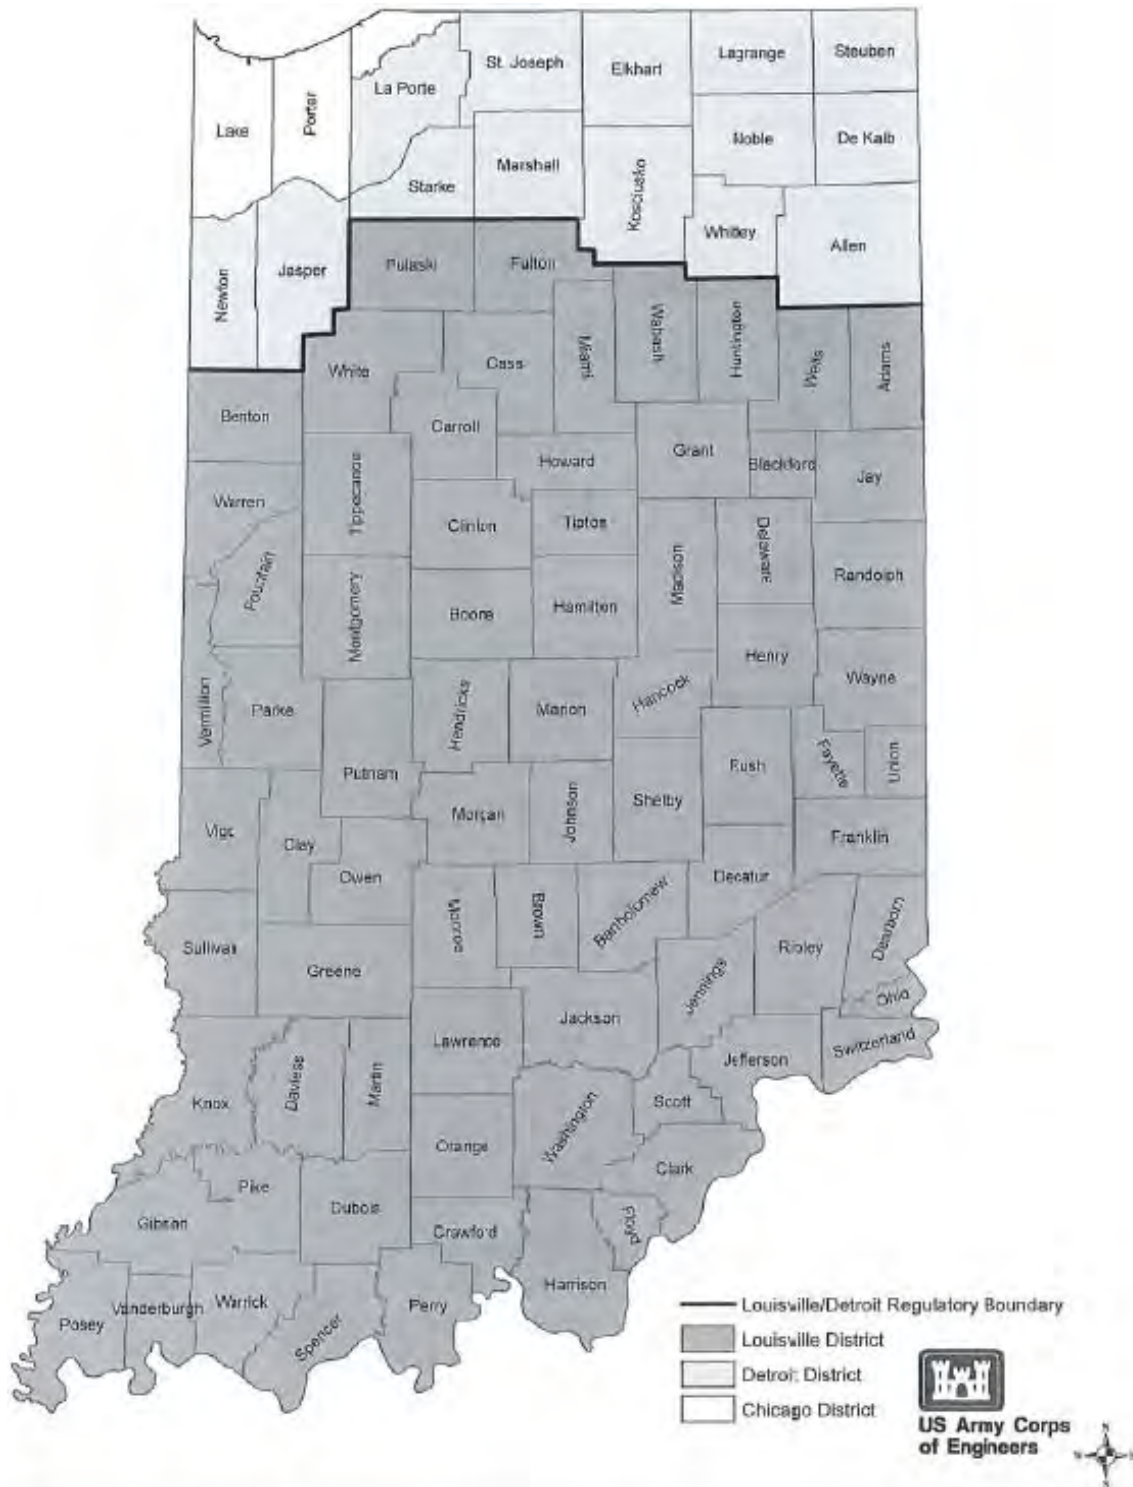 St. Joseph
Elkhart
Lagrange
Steuben
La Porte
Lake
Porter
Noble
De Kalb
Marshall
Starke
Kosciusko
Whitley
Allen
Newton
Jasper
Pulaski
Fulton
White
Cass
Miami
Wabash
Huntington
Wells
Adams
Benton
Carroll
Howard
Grant
Blackford
Jay
Warren
Tippecanoe
Clinton
Tipton
Madison
Delaware
Randolph
Fountain
Montgomery
Boone
Hamilton
Henry
Wayne
Vermillion
Parke
Hendricks
Marion
Hancock
Putnam
Rush
Fayette
Union
Vigo
Clay
Morgan
Johnson
Shelby
Franklin
Owen
Monroe
Brown
Bartholomew
Decatur
Dearborn
Sullivan
Greene
Jennings
Ripley
Ohio
Lawrence
Jackson
Jefferson
Switzerland
Knox
Daviess
Martin
Orange
Washington
Scott
Clark
Pike
Dubois
Gibson
Crawford
Floyd
Harrison
Posey
Vanderburgh
Warrick
Spencer
Perry
Louisville/Detroit Regulatory Boundary
Louisville District
Detroit District
Chicago District
US Army Corps
of Engineers
N